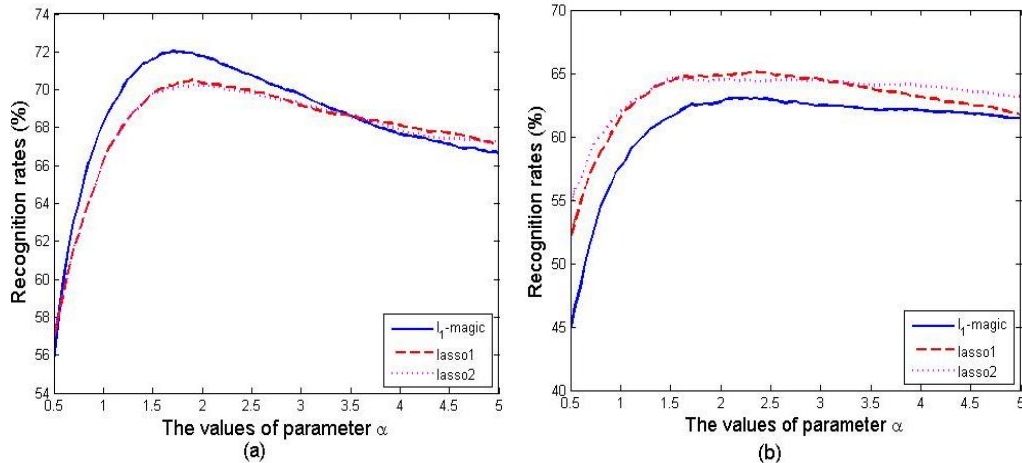 74
72
70
68
66
64
62
60
58
56
54
Recognition rates (%)
0.5 1 1.5 2 2.5 3 3.5 4 4.5 5
The values of parameter α
l1-magic
lasso1
lasso2
(a)
70
65
60
55
50
45
40
Recognition rates (%)
0.5 1 1.5 2 2.5 3 3.5 4 4.5 5
The values of parameter α
l1-magic
lasso1
lasso2
(b)